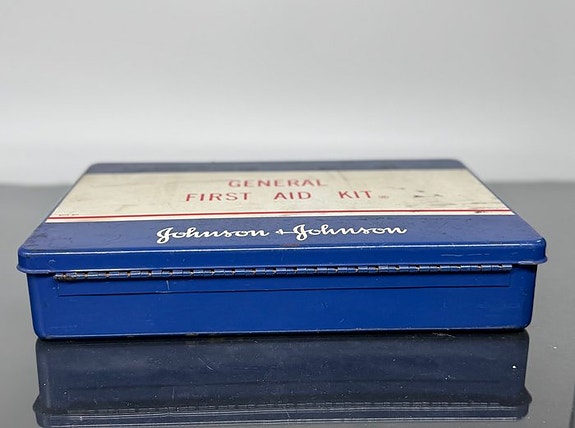 GENERAL
FIRST AID KIT
Johnson & Johnson